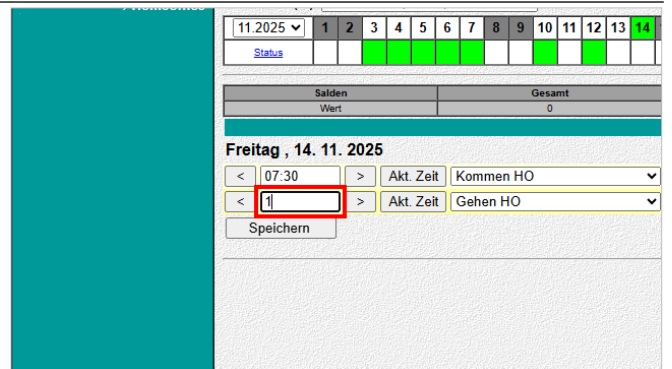 11.2025 1 2 3 4 5 6 7 8 9 10 11 12 13 14
Status
Salden Gesamt
Wert 0
Freitag , 14. 11. 2025
< 07:30 > Akt. Zeit Kommen HO
< 1 > Akt. Zeit Gehen HO
Speichern